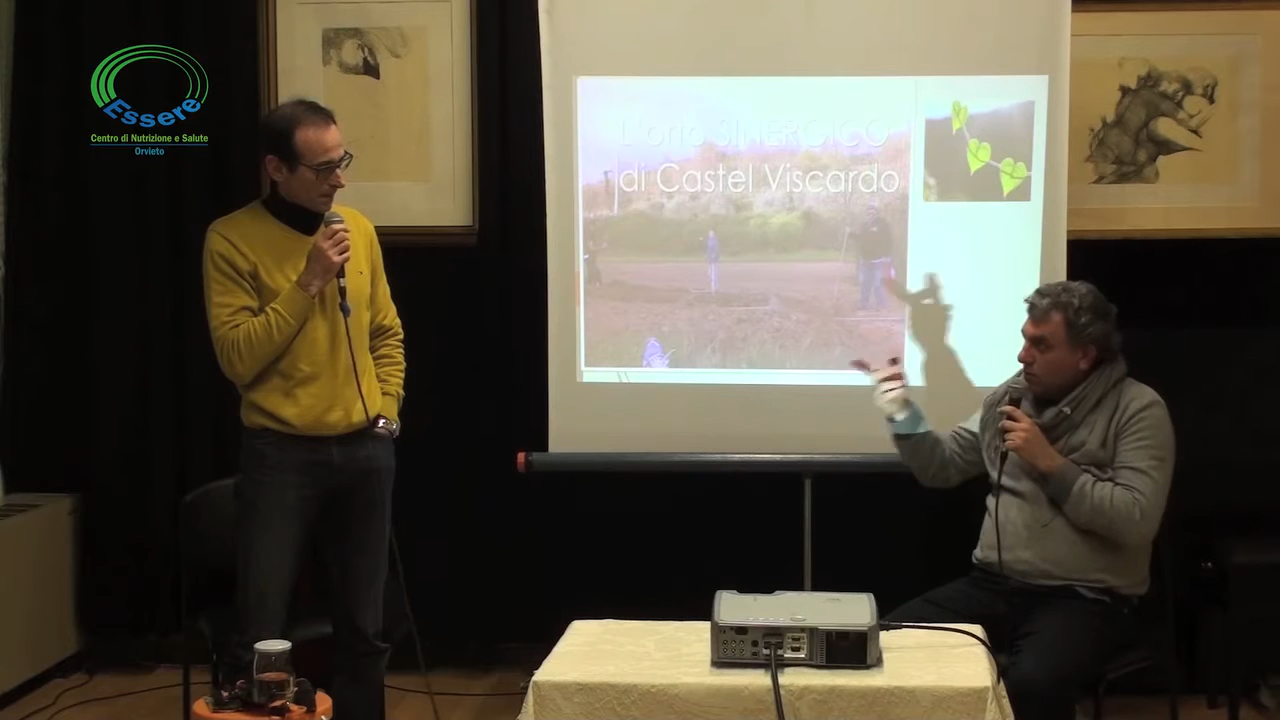 Essere
Centro di Nutrizione e Salute
Orvieto
L'orto SINERGICO
di Castel Viscardo